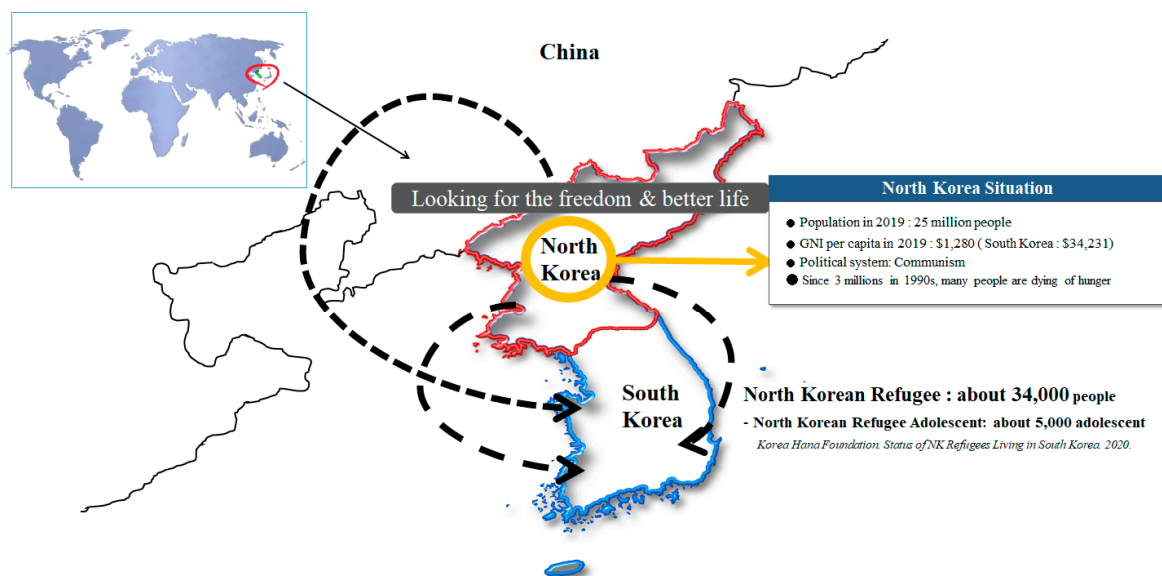 China
Looking for the freedom & better life
North Korea Situation
● Population in 2019 : 25 million people
● GNI per capita in 2019 : $1,280 ( South Korea : $34,231)
● Political system: Communism
● Since 3 millions in 1990s, many people are dying of hunger
North
Korea
South
Korea
North Korean Refugee : about 34,000 people
- North Korean Refugee Adolescent: about 5,000 adolescent
Korea Hana Foundation. Status of NK Refugees Living in South Korea. 2020.